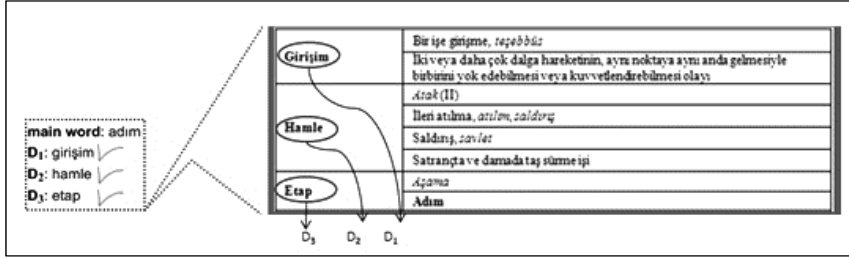 main word: adım
D₁: girişim
D₂: hamle
D₃: etap
Girişim
Bir işe girişme, teşebbüs
İki veya daha çok dalga hareketinin, aynı noktaya aynı anda gelmesiyle
birbirini yok edebilmesi veya kuvvetlendirebilmesi olayı
Hamle
Atak (II)
İleri atılma, atılım, saldırış
Saldırış, savlet
Satrançta ve damada taş sürme işi
Etap
Aşama
Adım
D₃ D₂ D₁